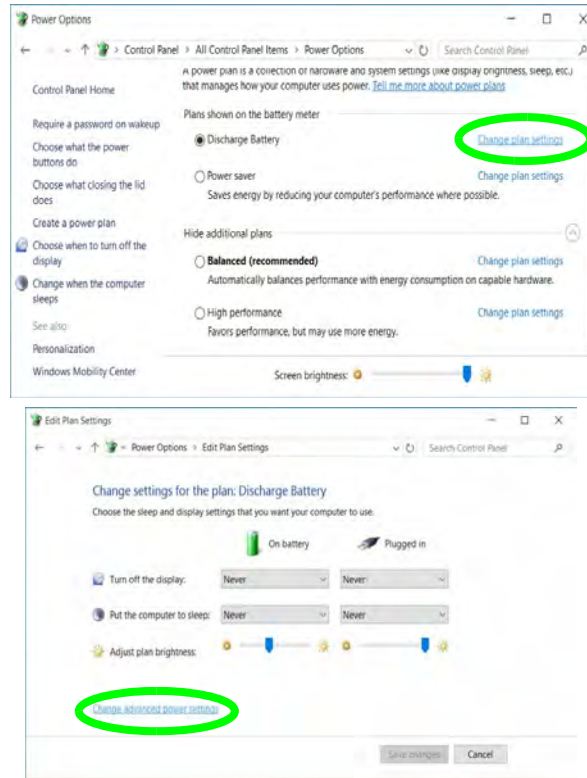 Power Options
Control Panel > All Control Panel Items > Power Options
Search Control Panel
Control Panel Home
Require a password on wakeup
Choose what the power
buttons do
Choose what closing the lid
does
Create a power plan
Choose when to turn off the
display
Change when the computer
sleeps
See also
Personalization
Windows Mobility Center
A power plan is a collection of hardware and system settings (like display brightness, sleep, etc.)
that manages how your computer uses power. Tell me more about power plans
Plans shown on the battery meter
Discharge Battery Change plan settings
Power saver Change plan settings
Saves energy by reducing your computer's performance where possible.
Hide additional plans
Balanced (recommended) Change plan settings
Automatically balances performance with energy consumption on capable hardware.
High performance Change plan settings
Favors performance, but may use more energy.
Screen brightness:
Edit Plan Settings
Power Options > Edit Plan Settings
Search Control Panel
Change settings for the plan: Discharge Battery
Choose the sleep and display settings that you want your computer to use.
On battery Plugged in
Turn off the display: Never Never
Put the computer to sleep: Never Never
Adjust plan brightness:
Change advanced power settings
Save changes Cancel